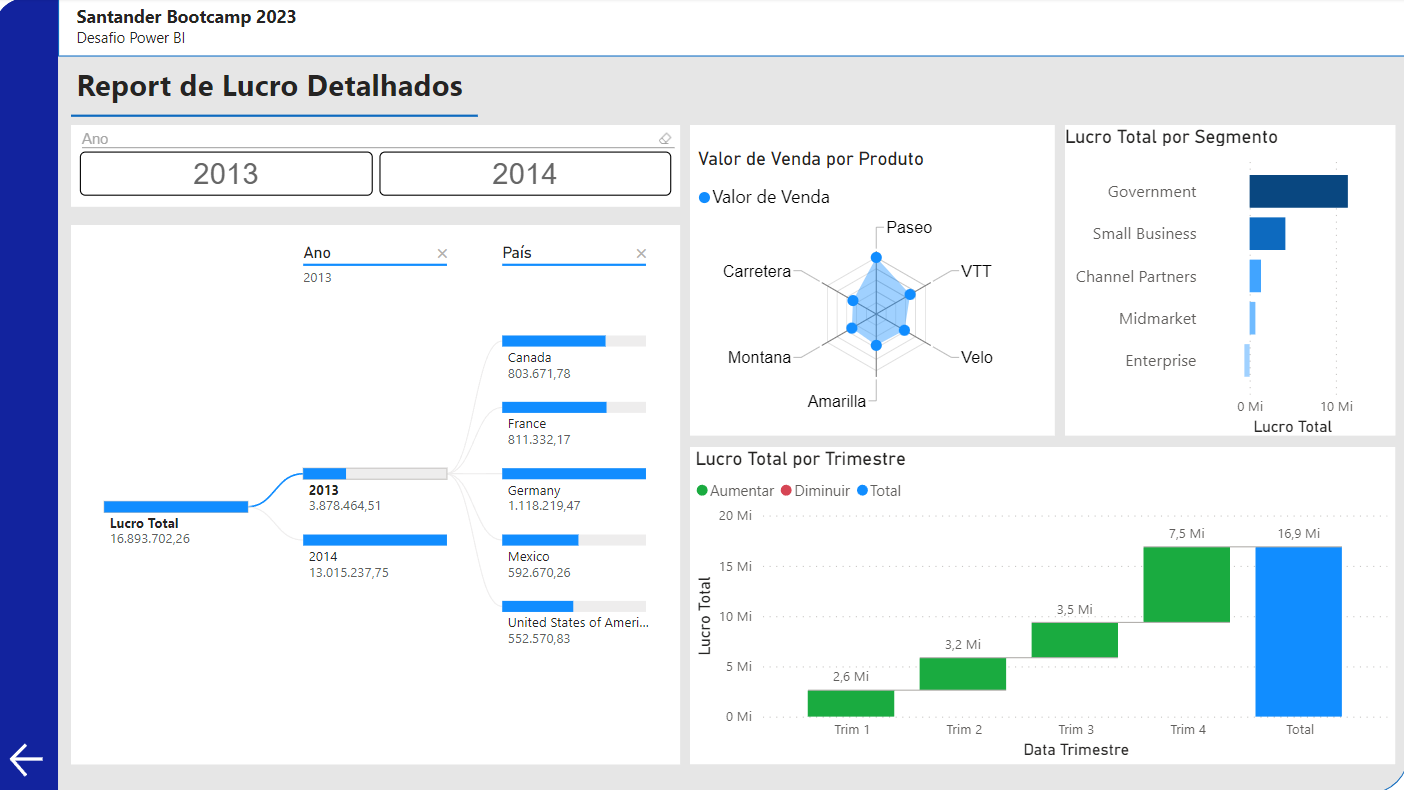 Santander Bootcamp 2023
Desafio Power BI
Report de Lucro Detalhados
Ano
2013
2014
Ano
2013
País
Lucro Total
16.893.702,26
2013
3.878.464,51
2014
13.015.237,75
Canada
803.671,78
France
811.332,17
Germany
1.118.219,47
Mexico
592.670,26
United States of Ameri...
552.570,83
Valor de Venda por Produto
Valor de Venda
Paseo
VTT
Velo
Amarilla
Montana
Carretera
Lucro Total por Segmento
Government
Small Business
Channel Partners
Midmarket
Enterprise
0 Mi
10 Mi
Lucro Total
Lucro Total por Trimestre
Aumentar
Diminuir
Total
20 Mi
15 Mi
10 Mi
5 Mi
0 Mi
Lucro Total
2,6 Mi
3,2 Mi
3,5 Mi
7,5 Mi
16,9 Mi
Trim 1
Trim 2
Trim 3
Trim 4
Total
Data Trimestre